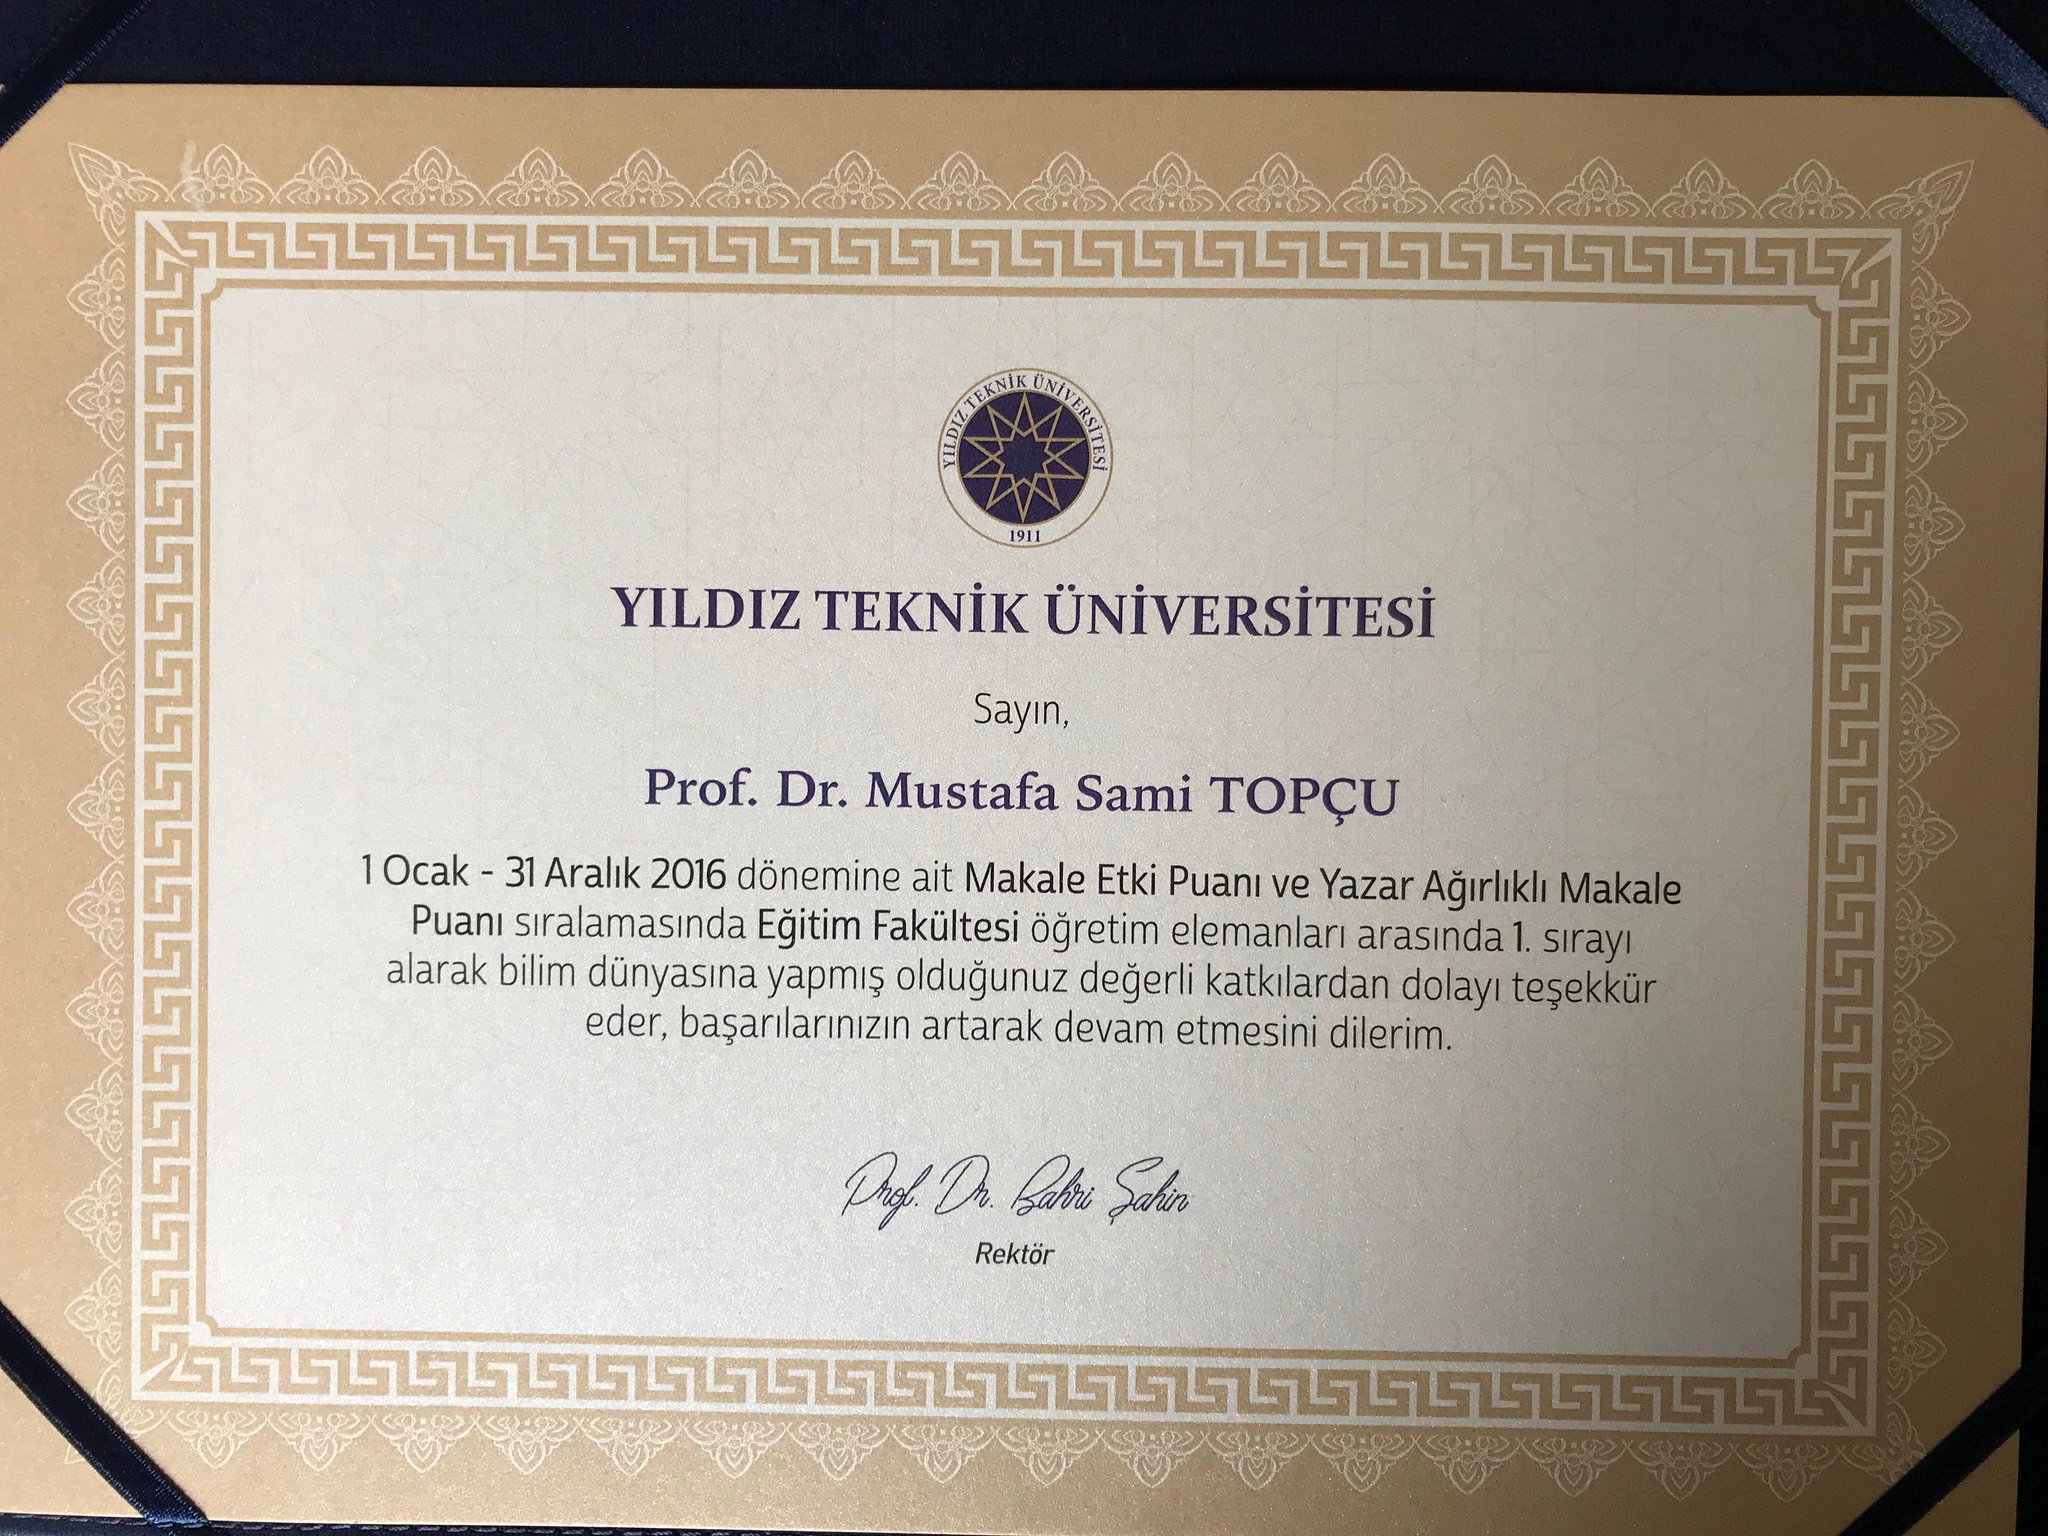 YILDIZ TEKNİK ÜNİVERSİTESİ
1911
YILDIZ TEKNİK ÜNİVERSİTESİ
Sayın,
Prof. Dr. Mustafa Sami TOPÇU
1 Ocak - 31 Aralık 2016 dönemine ait Makale Etki Puanı ve Yazar Ağırlıklı Makale
Puanı sıralamasında Eğitim Fakültesi öğretim elemanları arasında 1. sırayı
alarak bilim dünyasına yapmış olduğunuz değerli katkılardan dolayı teşekkür
eder, başarılarınızın artarak devam etmesini dilerim.
Prof. Dr. Bahri Şahin
Rektör